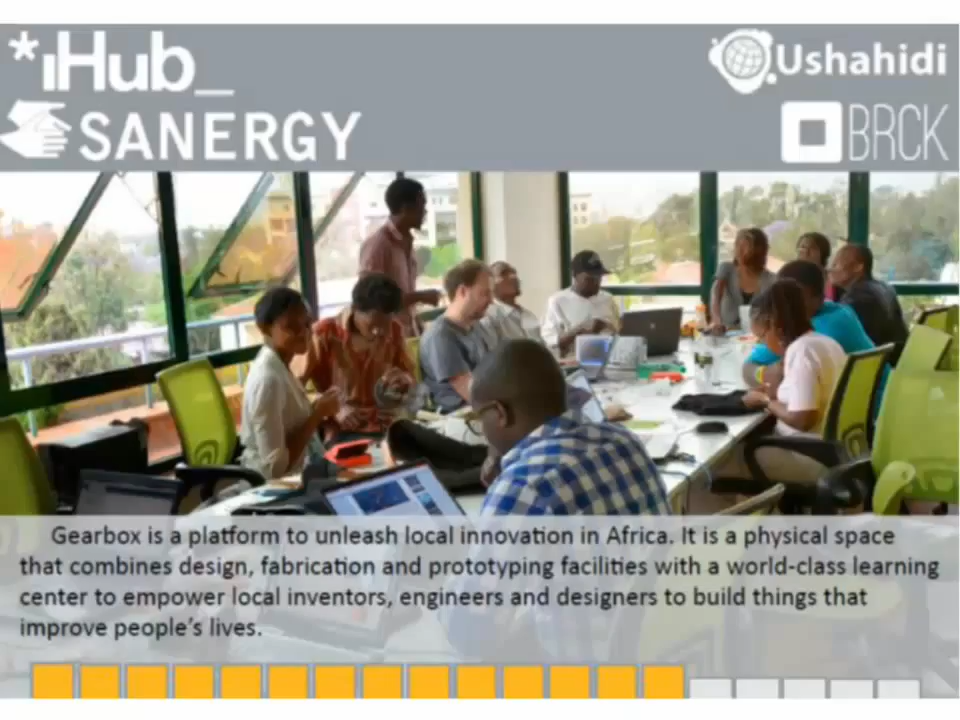 *iHub_
SANERGY
Ushahidi
BRCK
Gearbox is a platform to unleash local innovation in Africa. It is a physical space
that combines design, fabrication and prototyping facilities with a world-class learning
center to empower local inventors, engineers and designers to build things that
improve people's lives.